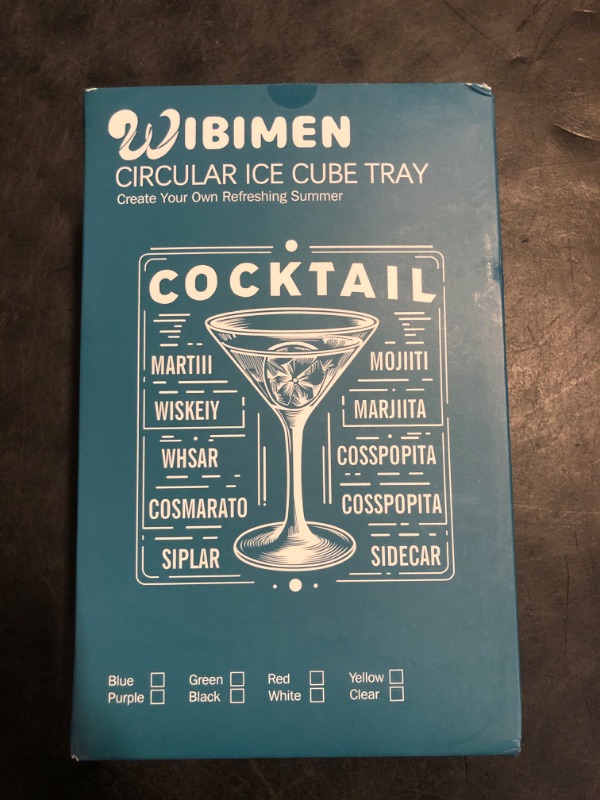 WIBIMEN
CIRCULAR ICE CUBE TRAY
Create Your Own Refreshing Summer
COCKTAIL
MARTIII MOJIITI
WISKEIY MARJIITA
WHSAR COSSPOPITA
COSMARATO COSSPOPITA
SIPLAR SIDECAR
Blue Green Red Yellow
Purple Black White Clear